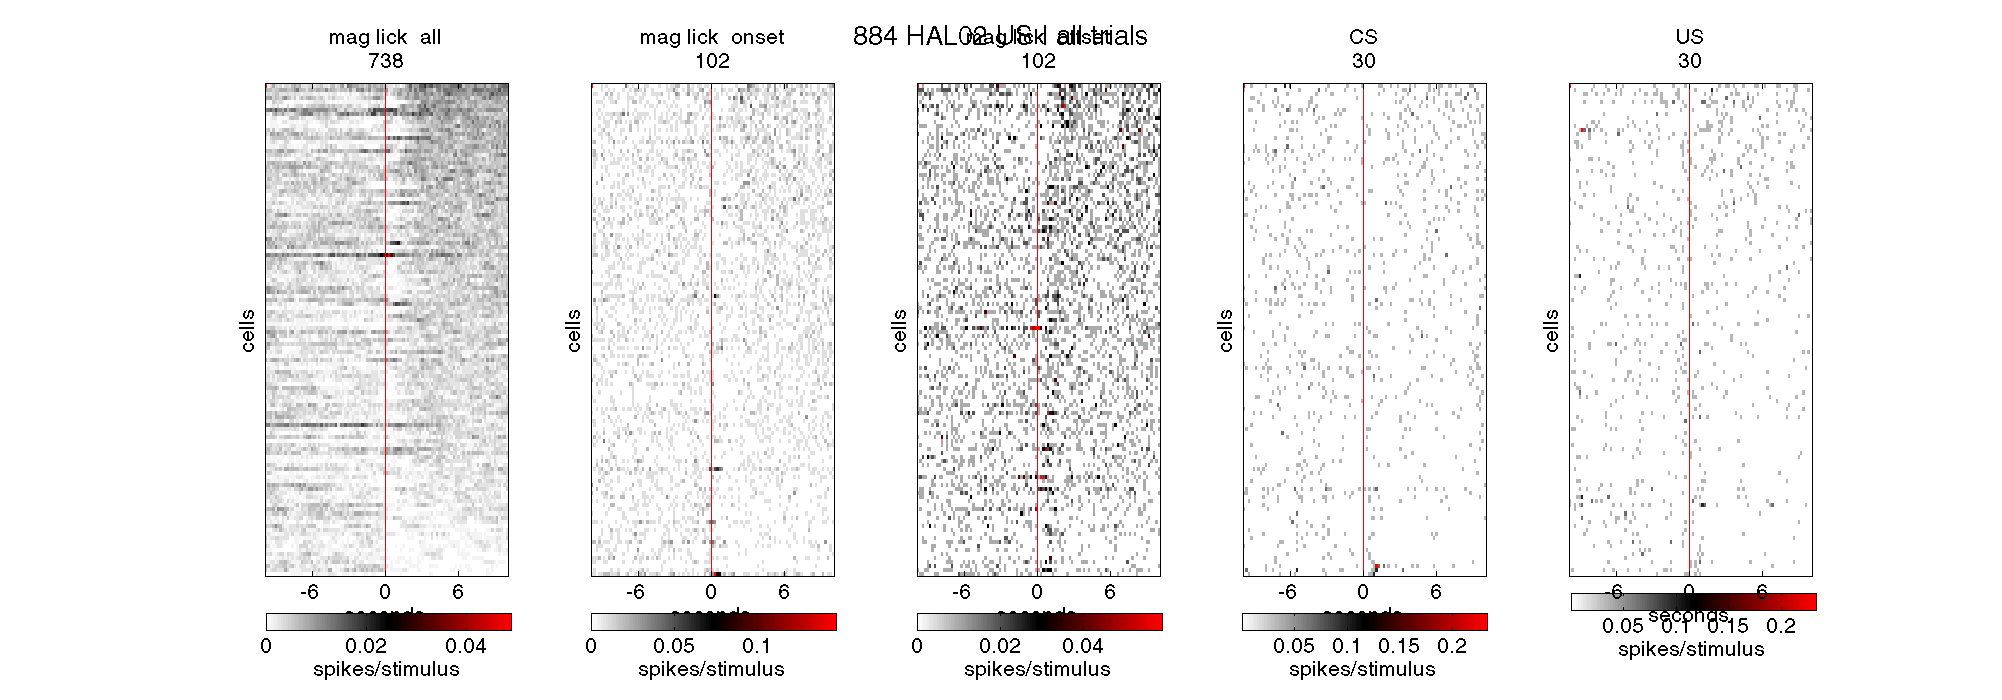 884 HAL02 US-I all trials
mag lick all
738
mag lick onset
102
mag lick offset
102
CS
30
US
30
cells
cells
cells
cells
cells
-6 0 6
-6 0 6
-6 0 6
-6 0 6
-6 0 6
seconds
seconds
seconds
seconds
seconds
0 0.02 0.04
spikes/stimulus
0 0.05 0.1
spikes/stimulus
0 0.02 0.04
spikes/stimulus
0.05 0.1 0.15 0.2
spikes/stimulus
0.05 0.1 0.15 0.2
spikes/stimulus